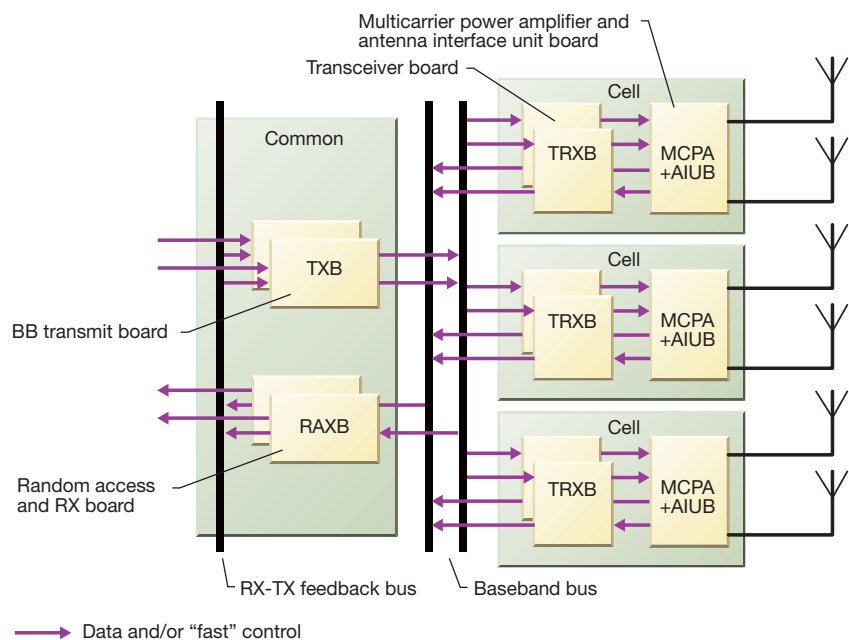 Multicarrier power amplifier and
antenna interface unit board
Transceiver board
Common
TXB
BB transmit board
RAXB
Random access
and RX board
Cell
TRXB
MCPA
+AIUB
Cell
TRXB
MCPA
+AIUB
Cell
TRXB
MCPA
+AIUB
RX-TX feedback bus
Baseband bus
Data and/or “fast” control